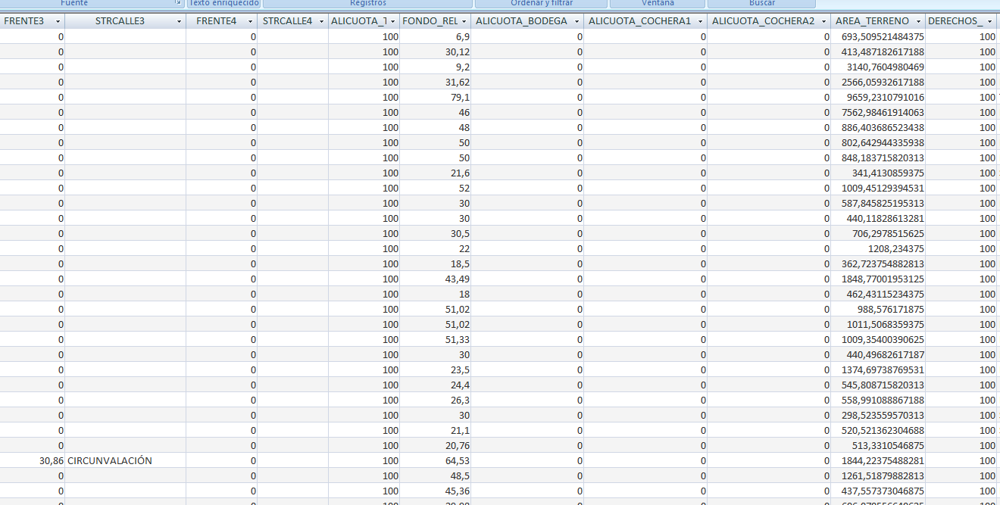 Fuente Texto enriquecido Registros Ordenar y filtrar Ventana Buscar
FRENTE3 STRCALLE3 FRENTE4 STRCALLE4 ALICUOTA_T FONDO_REL ALICUOTA_BODEGA ALICUOTA_COCHERA1 ALICUOTA_COCHERA2 AREA_TERRENO DERECHOS_
0 0 100 6,9 0 0 0 693,509521484375 100
0 0 100 30,12 0 0 0 413,487182617188 100
0 0 100 9,2 0 0 0 3140,7604980469 100
0 0 100 31,62 0 0 0 2566,05932617188 100
0 0 100 79,1 0 0 0 9659,2310791016 100
0 0 100 46 0 0 0 7562,98461914063 100
0 0 100 48 0 0 0 886,403686523438 100
0 0 100 50 0 0 0 802,642944335938 100
0 0 100 50 0 0 0 848,183715820313 100
0 0 100 21,6 0 0 0 341,4130859375 100
0 0 100 52 0 0 0 1009,45129394531 100
0 0 100 30 0 0 0 587,845825195313 100
0 0 100 30 0 0 0 440,11828613281 100
0 0 100 30,5 0 0 0 706,2978515625 100
0 0 100 22 0 0 0 1208,234375 100
0 0 100 18,5 0 0 0 362,723754882813 100
0 0 100 43,49 0 0 0 1848,77001953125 100
0 0 100 18 0 0 0 462,43115234375 100
0 0 100 51,02 0 0 0 988,576171875 100
0 0 100 51,02 0 0 0 1011,5068359375 100
0 0 100 51,33 0 0 0 1009,35400390625 100
0 0 100 30 0 0 0 440,49682617187 100
0 0 100 23,5 0 0 0 1374,69738769531 100
0 0 100 24,4 0 0 0 545,808715820313 100
0 0 100 26,3 0 0 0 558,991088867188 100
0 0 100 30 0 0 0 298,523559570313 100
0 0 100 21,1 0 0 0 520,521362304688 100
0 0 100 20,76 0 0 0 513,3310546875 100
30,86 CIRCUNVALACIÓN 0 100 64,53 0 0 0 1844,22375488281 100
0 0 100 48,5 0 0 0 1261,51879882813 100
0 0 100 45,36 0 0 0 437,557373046875 100